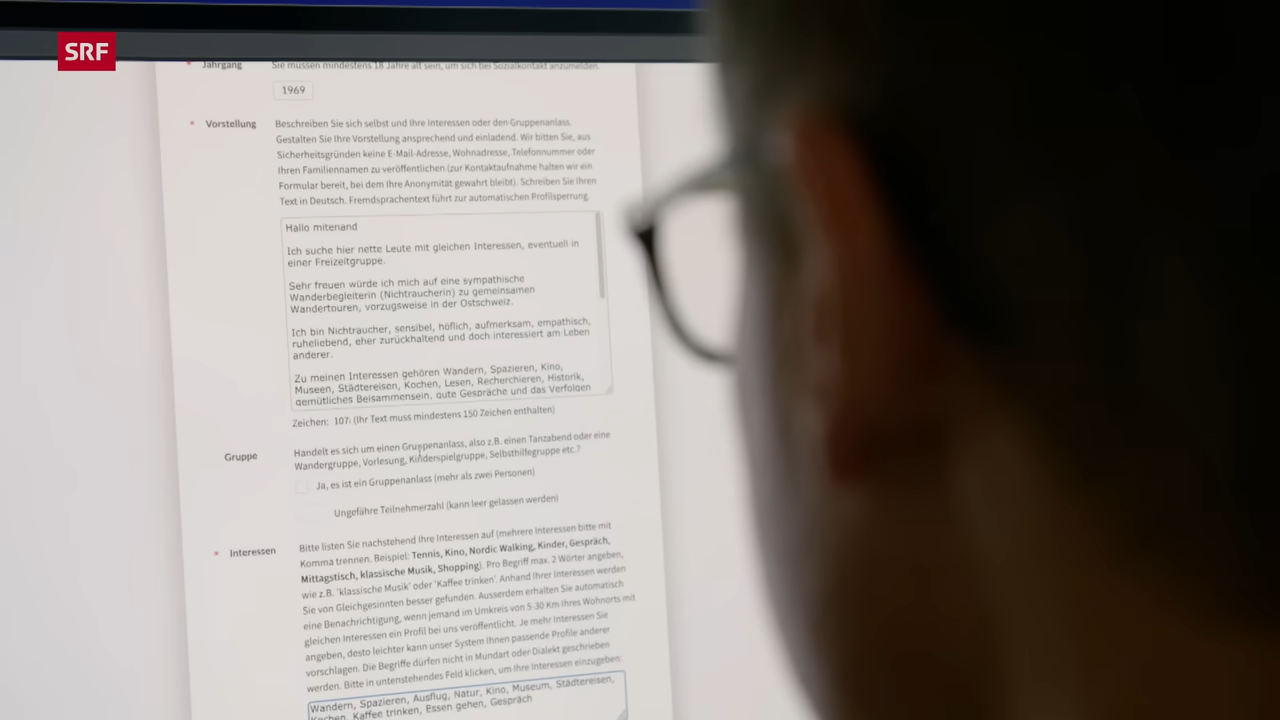 SRF
* Jahrgang
Sie müssen mindestens 18 Jahre alt sein, um sich bei Sozialkontakt anzumelden.
1969
* Vorstellung
Beschreiben Sie sich selbst und Ihre Interessen oder den Gruppenanlass.
Gestalten Sie Ihre Vorstellung ansprechend und einladend. Wir bitten Sie, aus
Sicherheitsgründen keine E-Mail-Adresse, Wohnadresse, Telefonnummer oder
Ihren Familiennamen zu veröffentlichen (zur Kontaktaufnahme halten wir ein
Formular bereit, bei dem Ihre Anonymität gewahrt bleibt). Schreiben Sie Ihren
Text in Deutsch. Fremdsprachentext führt zur automatischen Profilsperrung.
Hallo mitenand
Ich suche hier nette Leute mit gleichen Interessen, eventuell in
einer Freizeitgruppe.
Sehr freuen würde ich mich auf eine sympathische
Wanderbegleiterin (Nichtraucherin) zu gemeinsamen
Wandertouren, vorzugsweise in der Ostschweiz.
Ich bin Nichtraucher, sensibel, höflich, aufmerksam, empathisch,
ruheliebend, eher zurückhaltend und doch interessiert am Leben
anderer.
Zu meinen Interessen gehören Wandern, Spazieren, Kino,
Museen, Städtereisen, Kochen, Lesen, Recherchieren, Historik,
gemütliches Beisammensein, gute Gespräche und das Verfolgen
Zeichen: 107: (Ihr Text muss mindestens 150 Zeichen enthalten)
Gruppe
Handelt es sich um einen Gruppenanlass, also z.B. einen Tanzabend oder eine
Wandergruppe, Vorlesung, Kinderspielgruppe, Selbsthilfegruppe etc.?
Ja, es ist ein Gruppenanlass (mehr als zwei Personen)
Ungefähre Teilnehmerzahl (kann leer gelassen werden)
* Interessen
Bitte listen Sie nachstehend Ihre Interessen auf (mehrere Interessen bitte mit
Komma trennen. Beispiel: Tennis, Kino, Nordic Walking, Kinder, Gespräch,
Mittagstisch, klassische Musik, Shopping). Pro Begriff max. 2 Wörter angeben,
wie z.B. 'klassische Musik' oder 'Kaffee trinken'. Anhand Ihrer Interessen werden
Sie von Gleichgesinnten besser gefunden. Ausserdem erhalten Sie automatisch
eine Benachrichtigung, wenn jemand im Umkreis von 5-30 Km Ihres Wohnorts mit
gleichen Interessen ein Profil bei uns veröffentlicht. Je mehr Interessen Sie
angeben, desto leichter kann unser System Ihnen passende Profile anderer
vorschlagen. Die Begriffe dürfen nicht in Mundart oder Dialekt geschrieben
werden. Bitte in untenstehendes Feld klicken, um Ihre Interessen einzugeben:
Wandern, Spazieren, Ausflug, Natur, Kino, Museum, Städtereisen,
Kochen, Kaffee trinken, Essen gehen, Gespräch